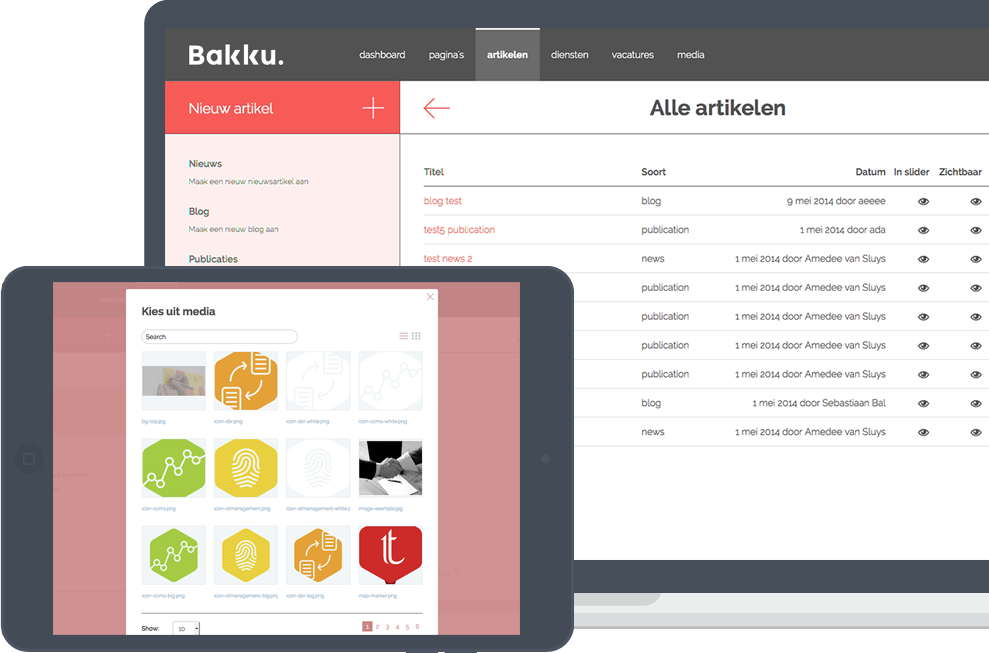 Bakku.
dashboard pagina's artikelen diensten vacatures media
Nieuw artikel
Alle artikelen
Nieuws
Maak een nieuw nieuwsartikel aan
Blog
Maak een nieuw blog aan
Publicaties
Titel Soort Datum In slider Zichtbaar
blog test blog 9 mei 2014 door aeeee
test5 publication publication 1 mei 2014 door ada
test news 2 news 1 mei 2014 door Amedee van Sluys
publication 1 mei 2014 door Amedee van Sluys
publication 1 mei 2014 door Amedee van Sluys
publication 1 mei 2014 door Amedee van Sluys
publication 1 mei 2014 door Amedee van Sluys
blog 1 mei 2014 door Sebastiaan Bal
news 1 mei 2014 door Amedee van Sluys
Kies uit media
Search
bg-top.jpg icon-sbr.png icon-sbr-white.png icon-ccms-white.png
icon-ccms.png icon-idmanagement.png icon-idmanagement-white.p image-example.jpg
t
icon-ccms-big.png icon-idmanagement-big.png icon-sbr-big.png map-marker.png
Show: 10 1 2 3 4 5 6